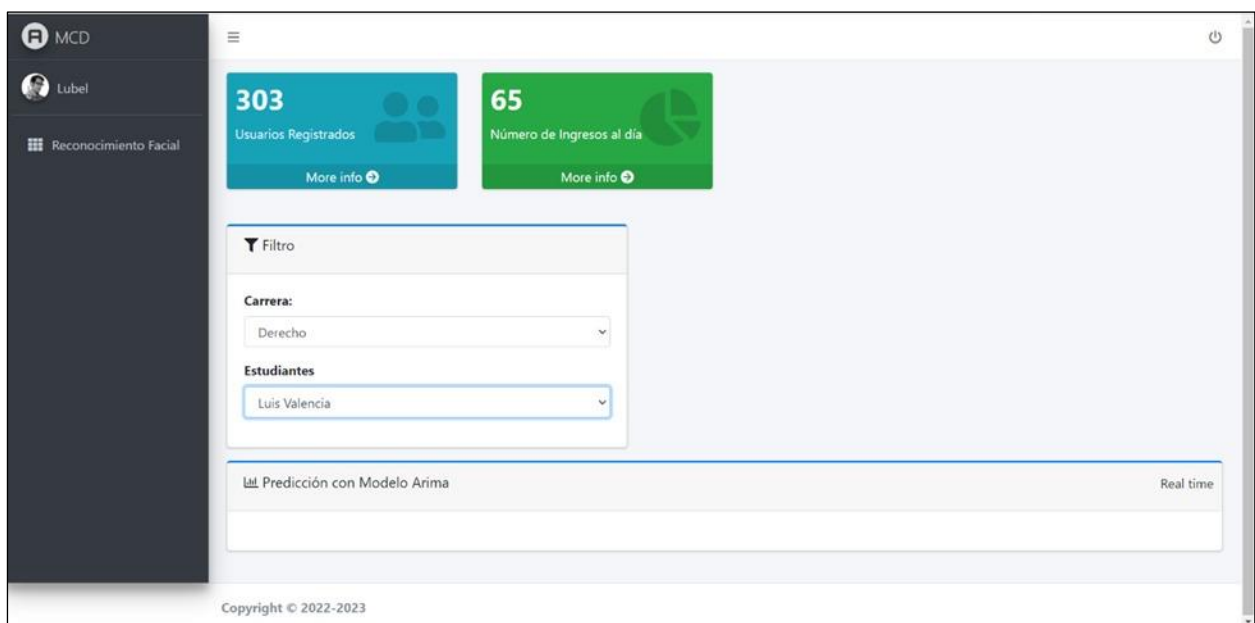 MCD
Lubel
Reconocimiento Facial
303
Usuarios Registrados
More info
65
Número de Ingresos al día
More info
Filtro
Carrera:
Derecho
Estudiantes
Luis Valencia
Predicción con Modelo Arima
Real time
Copyright © 2022-2023